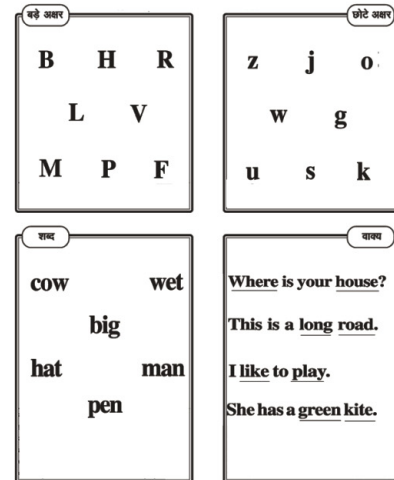 बड़े अक्षर
B H R
L V
M P F
छोटे अक्षर
z j o
w g
u s k
शब्द
cow wet
big
hat man
pen
वाक्य
Where is your house?
This is a long road.
I like to play.
She has a green kite.